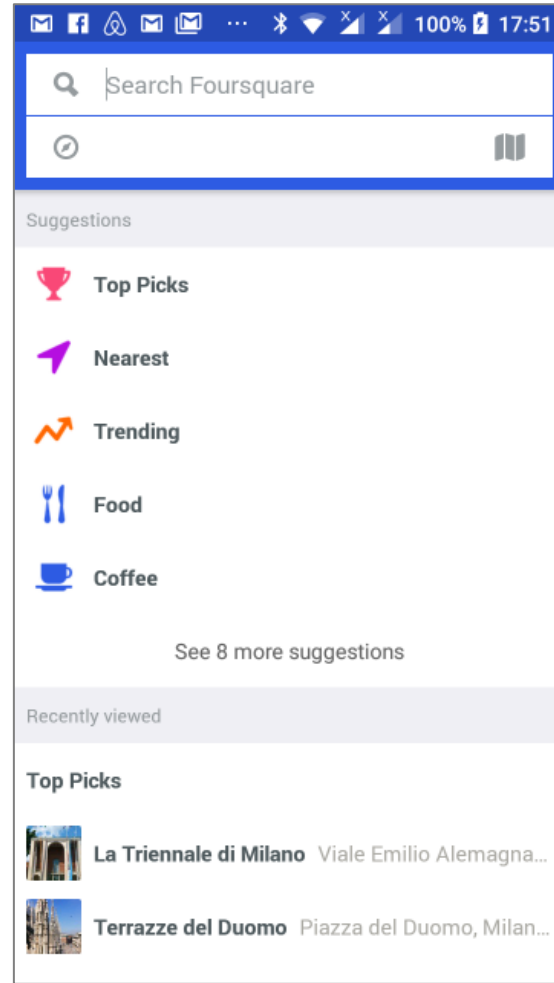 100% 17:51
Search Foursquare
Suggestions
Top Picks
Nearest
Trending
Food
Coffee
See 8 more suggestions
Recently viewed
Top Picks
La Triennale di Milano Viale Emilio Alemagna...
Terrazze del Duomo Piazza del Duomo, Milan...